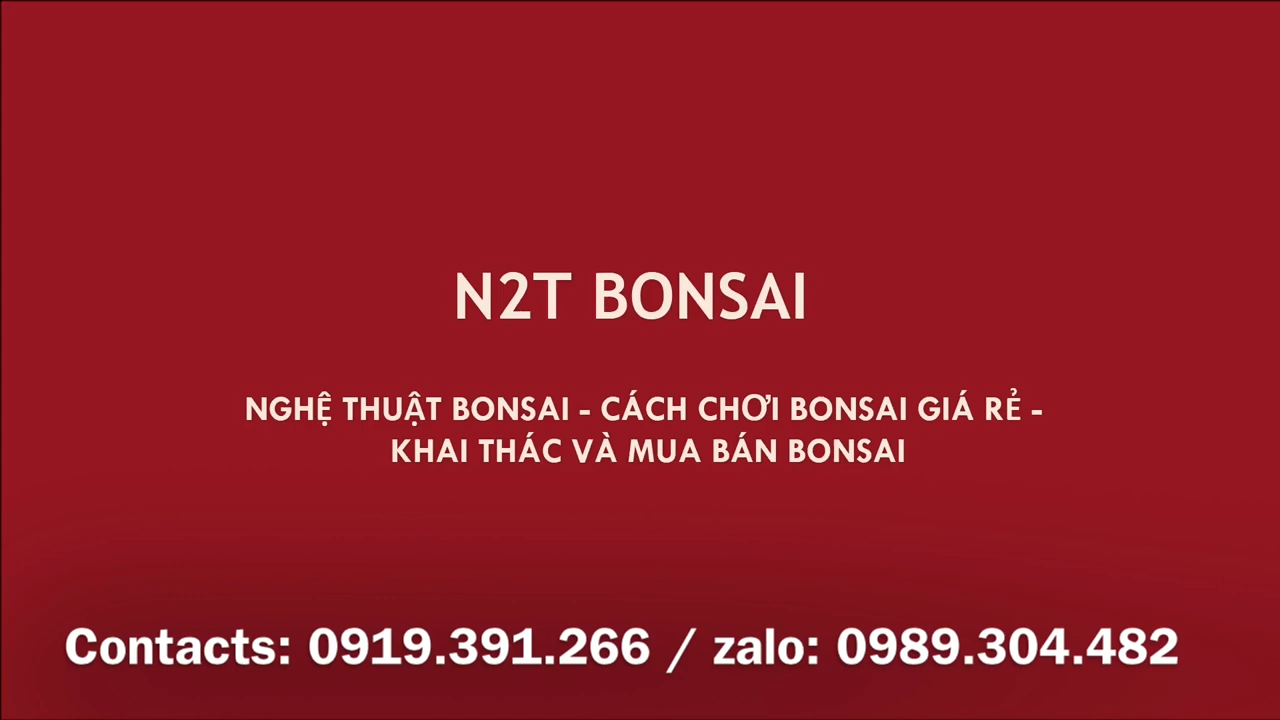 N2T BONSAI
NGHỆ THUẬT BONSAI - CÁCH CHƠI BONSAI GIÁ RẺ -
KHAI THÁC VÀ MUA BÁN BONSAI
Contacts: 0919.391.266 / zalo: 0989.304.482